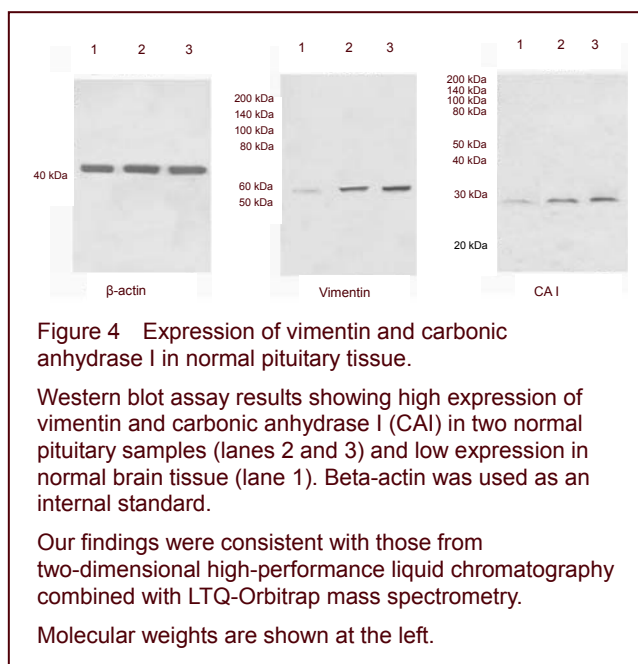 1 2 3
40 kDa
β-actin
1 2 3
200 kDa
140 kDa
100 kDa
80 kDa
60 kDa
50 kDa
Vimentin
1 2 3
200 kDa
140 kDa
100 kDa
80 kDa
50 kDa
40 kDa
30 kDa
20 kDa
CA I
Figure 4 Expression of vimentin and carbonic
anhydrase I in normal pituitary tissue.
Western blot assay results showing high expression of
vimentin and carbonic anhydrase I (CAI) in two normal
pituitary samples (lanes 2 and 3) and low expression in
normal brain tissue (lane 1). Beta-actin was used as an
internal standard.
Our findings were consistent with those from
two-dimensional high-performance liquid chromatography
combined with LTQ-Orbitrap mass spectrometry.
Molecular weights are shown at the left.